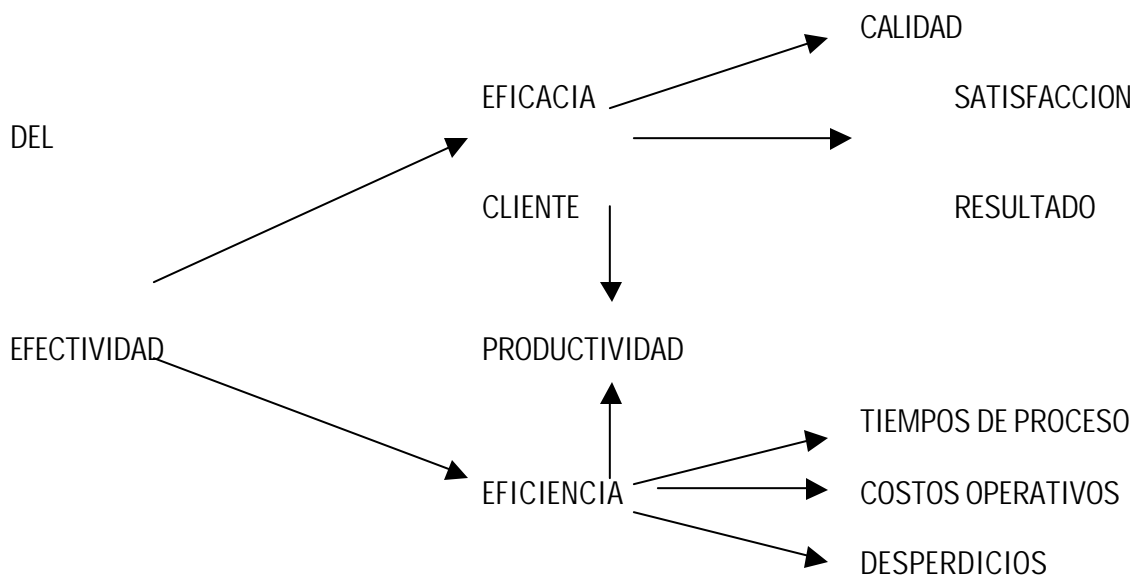 CALIDAD
EFICACIA SATISFACCION
DEL
CLIENTE RESULTADO
EFECTIVIDAD PRODUCTIVIDAD
TIEMPOS DE PROCESO
EFICIENCIA COSTOS OPERATIVOS
DESPERDICIOS